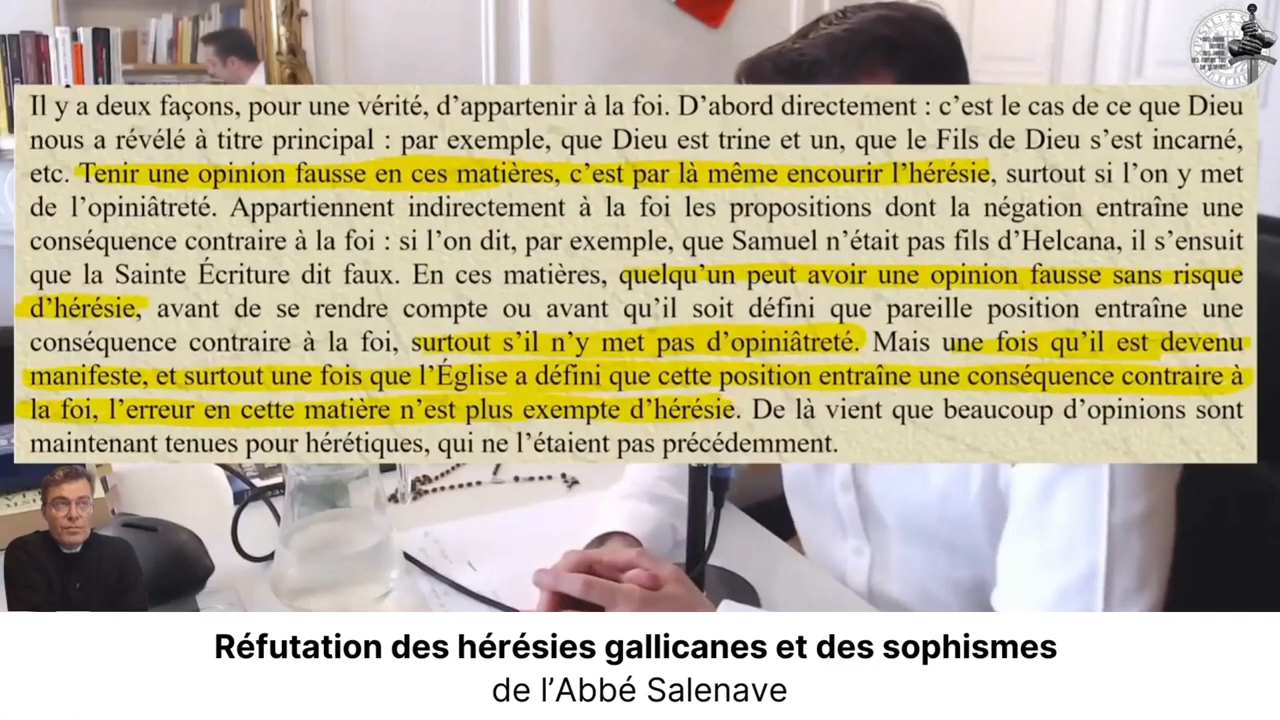 Il y a deux façons, pour une vérité, d’appartenir à la foi. D’abord directement : c’est le cas de ce que Dieu
nous a révélé à titre principal : par exemple, que Dieu est trine et un, que le Fils de Dieu s’est incarné,
etc. Tenir une opinion fausse en ces matières, c’est par là même encourir l’hérésie, surtout si l’on y met
de l’opiniâtreté. Appartiennent indirectement à la foi les propositions dont la négation entraîne une
conséquence contraire à la foi : si l’on dit, par exemple, que Samuel n’était pas fils d’Helcana, il s’ensuit
que la Sainte Écriture dit faux. En ces matières, quelqu’un peut avoir une opinion fausse sans risque
d’hérésie, avant de se rendre compte ou avant qu’il soit défini que pareille position entraîne une
conséquence contraire à la foi, surtout s’il n’y met pas d’opiniâtreté. Mais une fois qu’il est devenu
manifeste, et surtout une fois que l’Église a défini que cette position entraîne une conséquence contraire à
la foi, l’erreur en cette matière n’est plus exempte d’hérésie. De là vient que beaucoup d’opinions sont
maintenant tenues pour hérétiques, qui ne l’étaient pas précédemment.
Réfutation des hérésies gallicanes et des sophismes
de l’Abbé Salenave